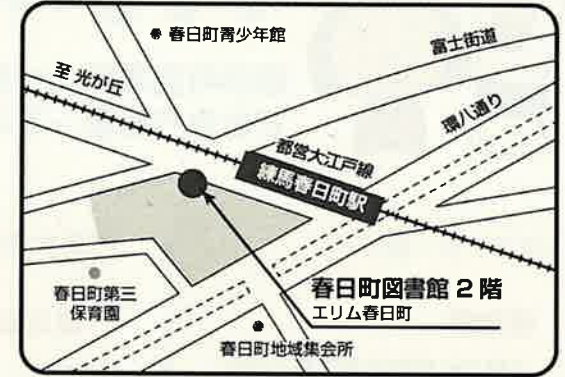 春日町青少年館
富士街道
至 光が丘
環八通り
都営大江戸線
練馬春日町駅
春日町図書館 2 階
エリム春日町
春日町第三
保育園
春日町地域集会所